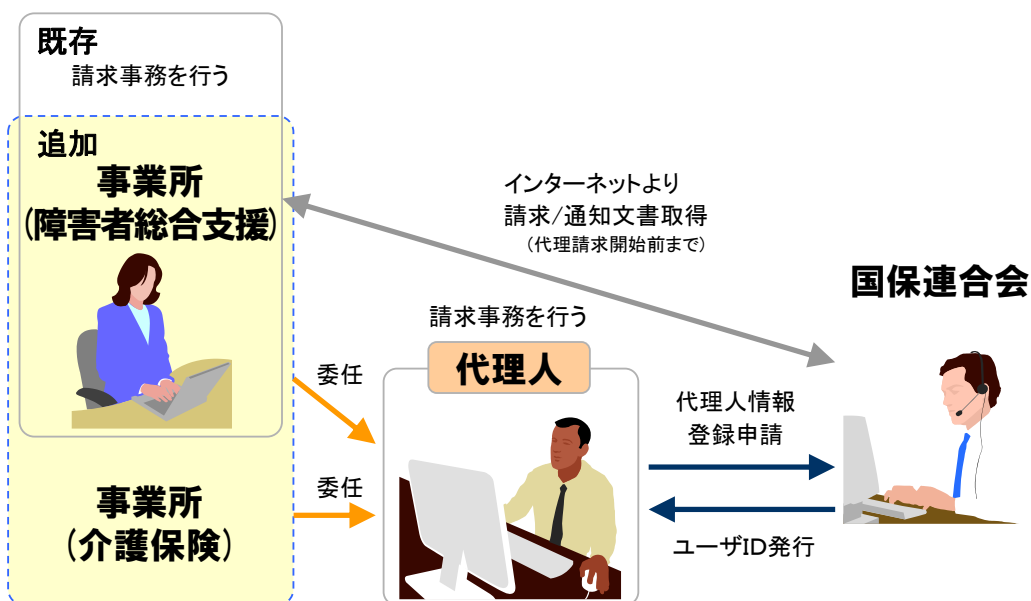 既存
請求事務を行う
追加
事業所
(障害者総合支援)
インターネットより
請求/通知文書取得
(代理請求開始前まで)
国保連合会
請求事務を行う
代理人
委任
代理人情報
登録申請
委任
事業所
(介護保険)
ユーザID発行